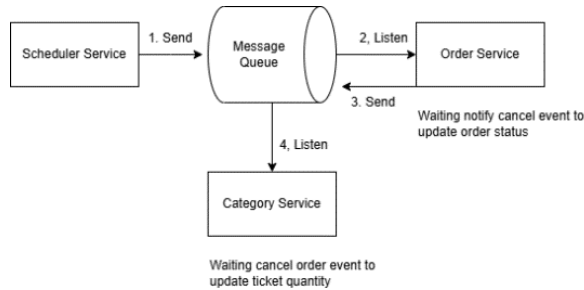 Scheduler Service
1. Send
Message
Queue
2, Listen
Order Service
3. Send
Waiting notify cancel event to
update order status
4, Listen
Category Service
Waiting cancel order event to
update ticket quantity